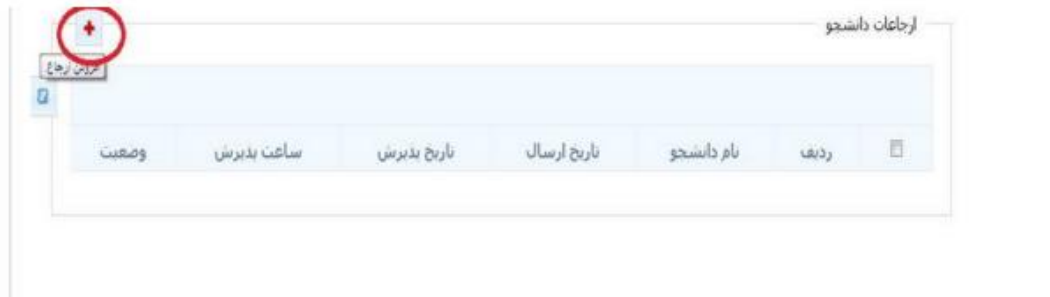 ارجاعات دانشجو
افزودن ارجاع
ردیف نام دانشجو تاریخ ارسال تاریخ پذیرش ساعت پذیرش وضعیت